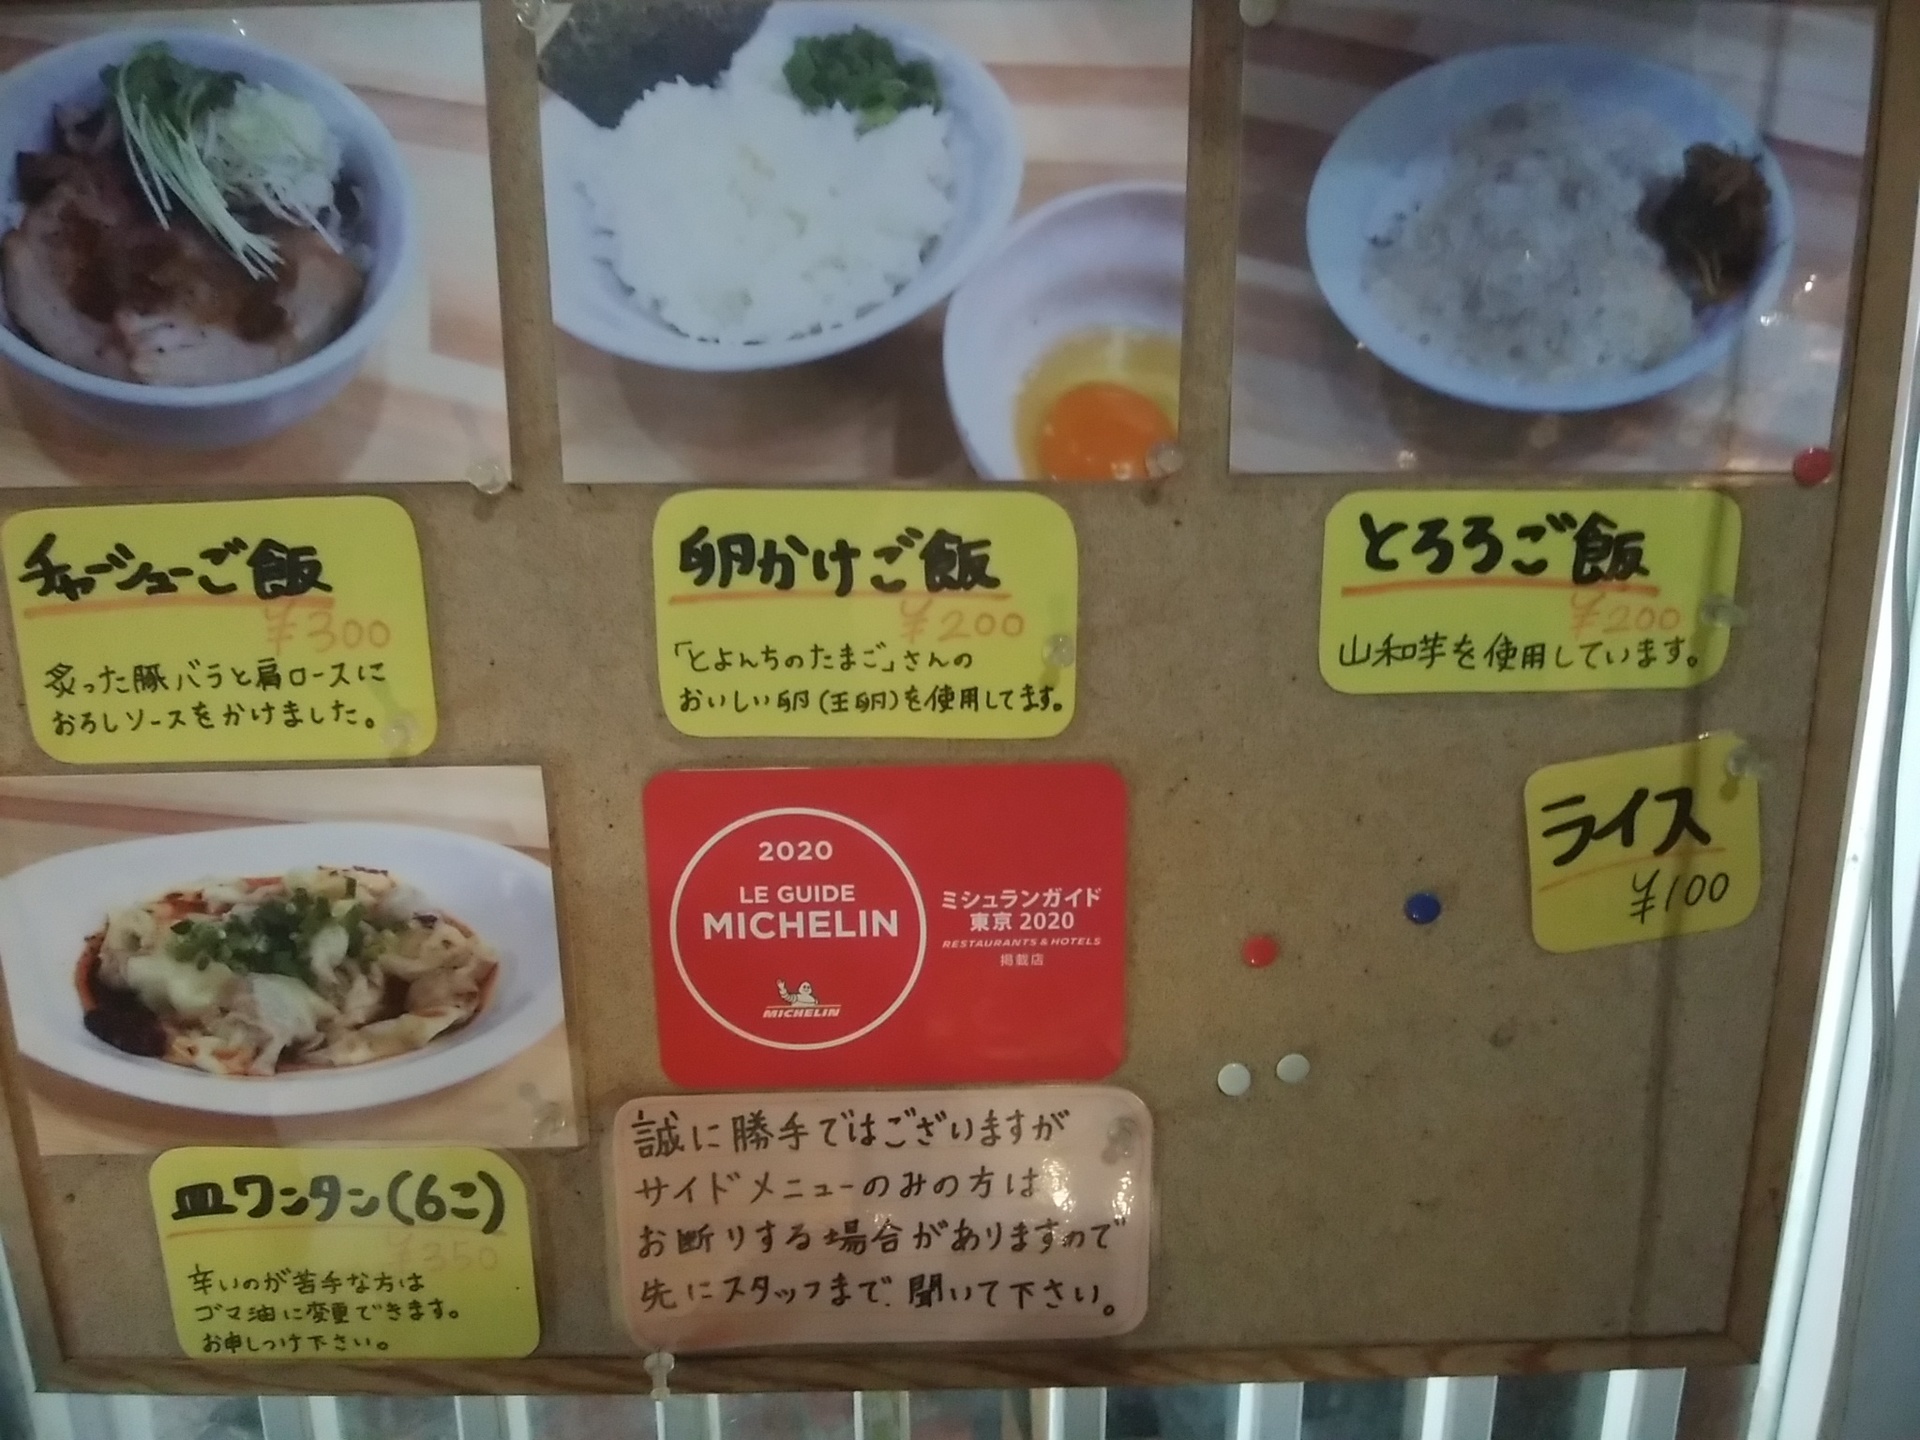 チャーシューご飯
¥300
炙った豚バラと肩ロースに
おろしソースをかけました。
卵かけご飯
¥200
「とよんちのたまご」さんの
おいしい卵(王卵)を使用してます。
とろろご飯
¥200
山和芋を使用しています。
ライス
¥100
2020
LE GUIDE
MICHELIN
MICHELIN
ミシュランガイド
東京 2020
RESTAURANTS & HOTELS
掲載店
皿ワンタン(6こ)
¥350
辛いのが苦手な方は
ゴマ油に変更できます。
お申しつけ下さい。
誠に勝手ではございますが
サイドメニューのみの方は
お断りする場合がありますので
先にスタッフまで聞いて下さい。